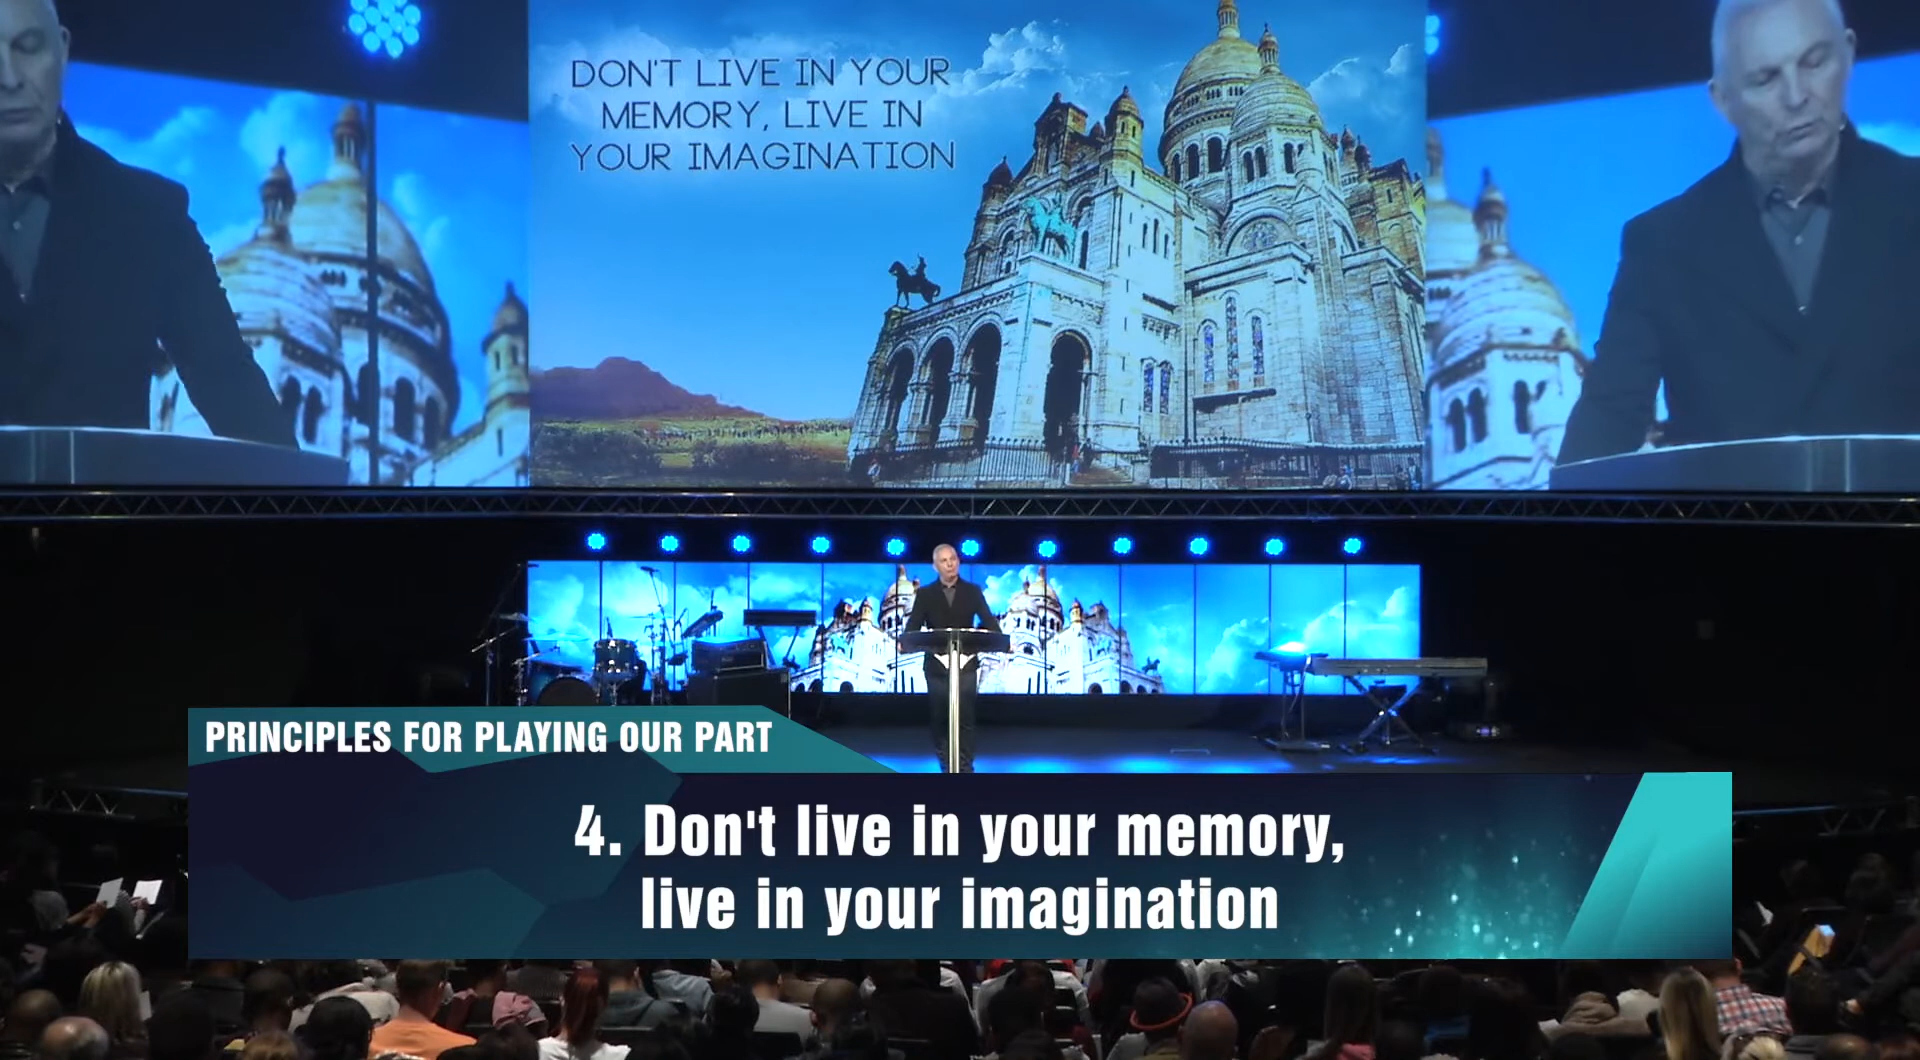 DON'T LIVE IN YOUR
MEMORY, LIVE IN
YOUR IMAGINATION
PRINCIPLES FOR PLAYING OUR PART
4. Don't live in your memory,
live in your imagination